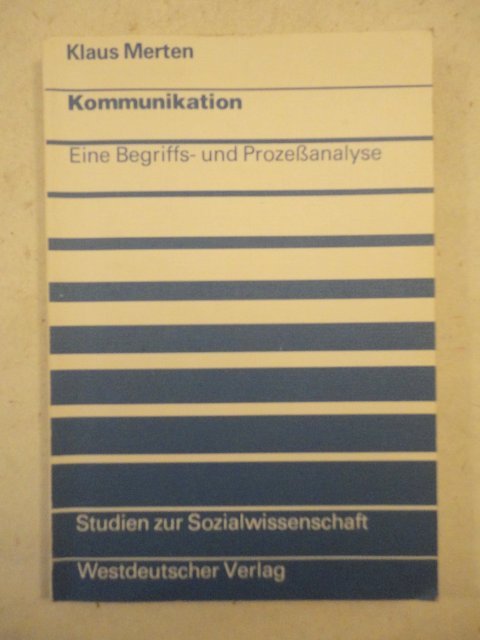 Klaus Merten
Kommunikation
Eine Begriffs- und Prozeßanalyse
Studien zur Sozialwissenschaft
Westdeutscher Verlag